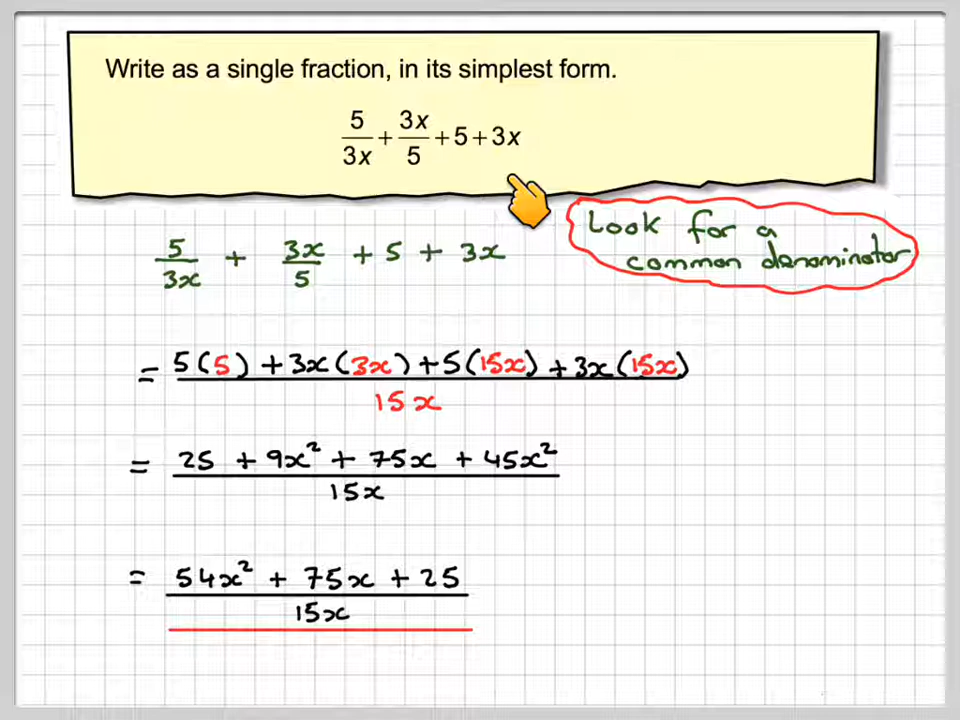 Write as a single fraction, in its simplest form.
5/3x + 3x/5 + 5 + 3x
Look for a
common denominator
5/3x + 3x/5 + 5 + 3x
= 5(5) + 3x(3x) + 5(15x) + 3x(15x)
15x
= 25 + 9x² + 75x + 45x²
15x
= 54x² + 75x + 25
15x